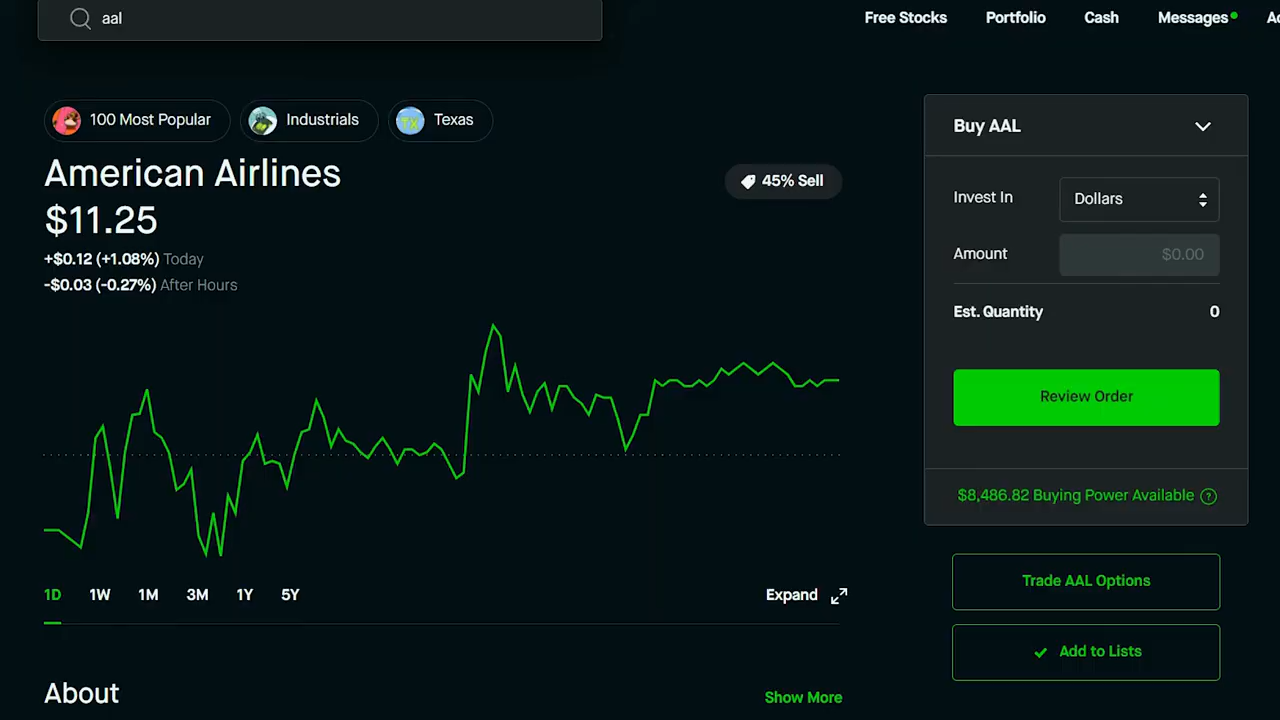 aal
Free Stocks Portfolio Cash Messages
100 Most Popular Industrials TX Texas
American Airlines
$11.25
+$0.12 (+1.08%) Today
-$0.03 (-0.27%) After Hours
45% Sell
1D 1W 1M 3M 1Y 5Y Expand
About Show More
Buy AAL
Invest In Dollars
Amount $0.00
Est. Quantity 0
Review Order
$8,486.82 Buying Power Available ?
Trade AAL Options
Add to Lists